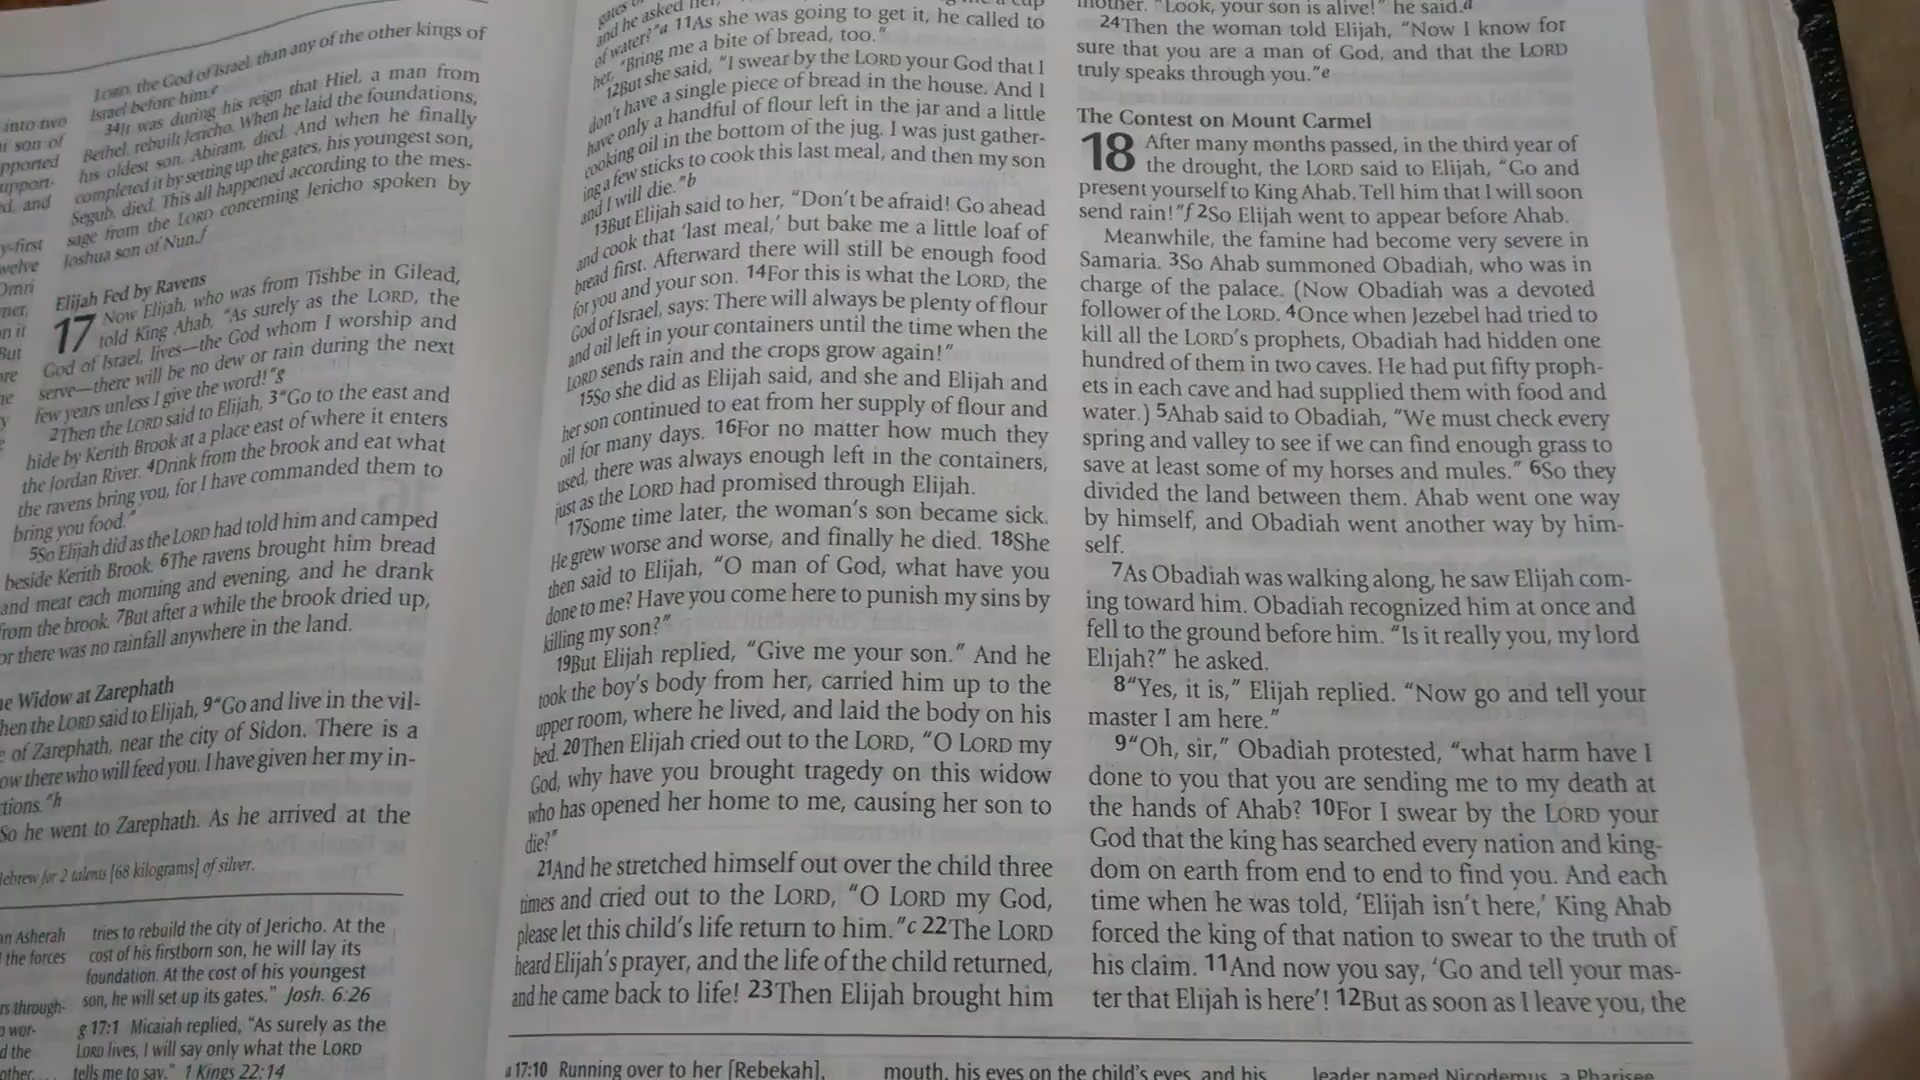 LORD, the God of Israel, than any of the other kings of
Israel before him.e
34It was during his reign that Hiel, a man from
Bethel, rebuilt Jericho. When he laid the foundations,
his oldest son, Abiram, died. And when he finally
completed it by setting up the gates, his youngest son,
Segub, died. This all happened according to the mes-
sage from the LORD concerning Jericho spoken by
Joshua son of Nun.f
into two
son of
pported
upport-
d, and
y-first
welve
Omri
ner,
n it
But
ore
Elijah Fed by Ravens
17 Now Elijah, who was from Tishbe in Gilead,
told King Ahab, "As surely as the LORD, the
God of Israel, lives—the God whom I worship and
serve—there will be no dew or rain during the next
few years unless I give the word!"g
2Then the LORD said to Elijah, 3"Go to the east and
hide by Kerith Brook at a place east of where it enters
the Jordan River. 4Drink from the brook and eat what
the ravens bring you, for I have commanded them to
bring you food."
5So Elijah did as the LORD had told him and camped
beside Kerith Brook. 6The ravens brought him bread
and meat each morning and evening, and he drank
from the brook. 7But after a while the brook dried up,
or there was no rainfall anywhere in the land.
e Widow at Zarephath
hen the LORD said to Elijah, 9"Go and live in the vil-
e of Zarephath, near the city of Sidon. There is a
ow there who will feed you. I have given her my in-
ctions."h
So he went to Zarephath. As he arrived at the
Hebrew for 2 talents [68 kilograms] of silver.
an Asherah
the forces
rs through-
wor-
d the
other.
tries to rebuild the city of Jericho. At the
cost of his firstborn son, he will lay its
foundation. At the cost of his youngest
son, he will set up its gates." Josh. 6:26
g 17:1 Micaiah replied, "As surely as the
LORD lives, I will say only what the LORD
tells me to say." 1 Kings 22:14
gates of
and he asked her, me a cup
of water?"a 11As she was going to get it, he called to
her, "Bring me a bite of bread, too."
12But she said, "I swear by the LORD your God that I
don't have a single piece of bread in the house. And I
have only a handful of flour left in the jar and a little
cooking oil in the bottom of the jug. I was just gather-
ing a few sticks to cook this last meal, and then my son
and I will die."b
13But Elijah said to her, "Don't be afraid! Go ahead
and cook that 'last meal,' but bake me a little loaf of
bread first. Afterward there will still be enough food
for you and your son. 14For this is what the LORD, the
God of Israel, says: There will always be plenty of flour
and oil left in your containers until the time when the
LORD sends rain and the crops grow again!"
15So she did as Elijah said, and she and Elijah and
her son continued to eat from her supply of flour and
oil for many days. 16For no matter how much they
used, there was always enough left in the containers,
just as the LORD had promised through Elijah.
17Some time later, the woman's son became sick.
He grew worse and worse, and finally he died. 18She
then said to Elijah, "O man of God, what have you
done to me? Have you come here to punish my sins by
killing my son?"
19But Elijah replied, "Give me your son." And he
took the boy's body from her, carried him up to the
upper room, where he lived, and laid the body on his
bed. 20Then Elijah cried out to the LORD, "O LORD my
God, why have you brought tragedy on this widow
who has opened her home to me, causing her son to
die?"
21And he stretched himself out over the child three
times and cried out to the LORD, "O LORD my God,
please let this child's life return to him."c 22The LORD
heard Elijah's prayer, and the life of the child returned,
and he came back to life! 23Then Elijah brought him
mother. "Look, your son is alive!" he said.d
24Then the woman told Elijah, "Now I know for
sure that you are a man of God, and that the LORD
truly speaks through you."e
The Contest on Mount Carmel
18 After many months passed, in the third year of
the drought, the LORD said to Elijah, "Go and
present yourself to King Ahab. Tell him that I will soon
send rain!"f 2So Elijah went to appear before Ahab.
Meanwhile, the famine had become very severe in
Samaria. 3So Ahab summoned Obadiah, who was in
charge of the palace. (Now Obadiah was a devoted
follower of the LORD. 4Once when Jezebel had tried to
kill all the LORD's prophets, Obadiah had hidden one
hundred of them in two caves. He had put fifty proph-
ets in each cave and had supplied them with food and
water.) 5Ahab said to Obadiah, "We must check every
spring and valley to see if we can find enough grass to
save at least some of my horses and mules." 6So they
divided the land between them. Ahab went one way
by himself, and Obadiah went another way by him-
self.
7As Obadiah was walking along, he saw Elijah com-
ing toward him. Obadiah recognized him at once and
fell to the ground before him. "Is it really you, my lord
Elijah?" he asked.
8"Yes, it is," Elijah replied. "Now go and tell your
master I am here."
9"Oh, sir," Obadiah protested, "what harm have I
done to you that you are sending me to my death at
the hands of Ahab? 10For I swear by the LORD your
God that the king has searched every nation and king-
dom on earth from end to end to find you. And each
time when he was told, 'Elijah isn't here,' King Ahab
forced the king of that nation to swear to the truth of
his claim. 11And now you say, 'Go and tell your mas-
ter that Elijah is here'! 12But as soon as I leave you, the
a 17:10 Running over to her [Rebekah],
mouth, his eyes on the child's eyes, and his
leader named Nicodemus, a Pharisee